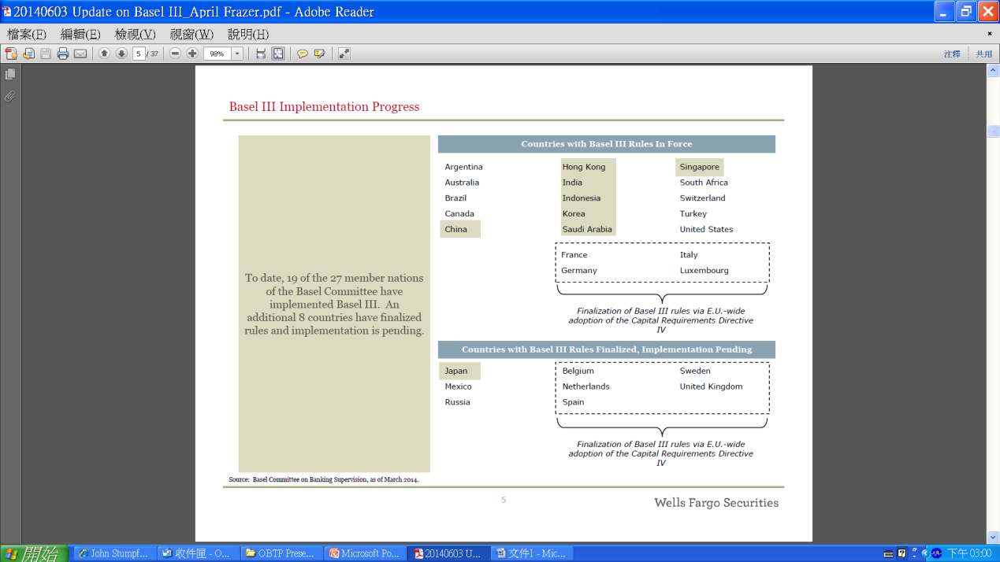 20140603 Update on Basel III_April Frazer.pdf - Adobe Reader
檔案(F) 編輯(E) 檢視(V) 視窗(W) 說明(H)
5 / 37 98% 注釋 共用
Basel III Implementation Progress
To date, 19 of the 27 member nations
of the Basel Committee have
implemented Basel III. An
additional 8 countries have finalized
rules and implementation is pending.
Countries with Basel III Rules In Force
Argentina Hong Kong Singapore
Australia India South Africa
Brazil Indonesia Switzerland
Canada Korea Turkey
China Saudi Arabia United States
France Italy
Germany Luxembourg
Finalization of Basel III rules via E.U.-wide
adoption of the Capital Requirements Directive
IV
Countries with Basel III Rules Finalized, Implementation Pending
Japan Belgium Sweden
Mexico Netherlands United Kingdom
Russia Spain
Finalization of Basel III rules via E.U.-wide
adoption of the Capital Requirements Directive
IV
Source: Basel Committee on Banking Supervision, as of March 2014.
5
Wells Fargo Securities
開始 John Stumpf... 收件匣 - O... OBTP Prese... Microsoft Po... 20140603 U... 文件1 - Mic... 下午 03:00